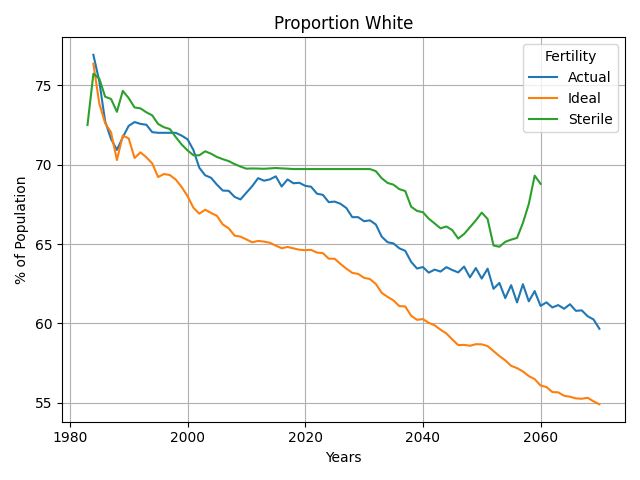 Proportion White
Fertility
Actual
Ideal
Sterile
75
70
65
60
55
% of Population
1980
2000
2020
2040
2060
Years